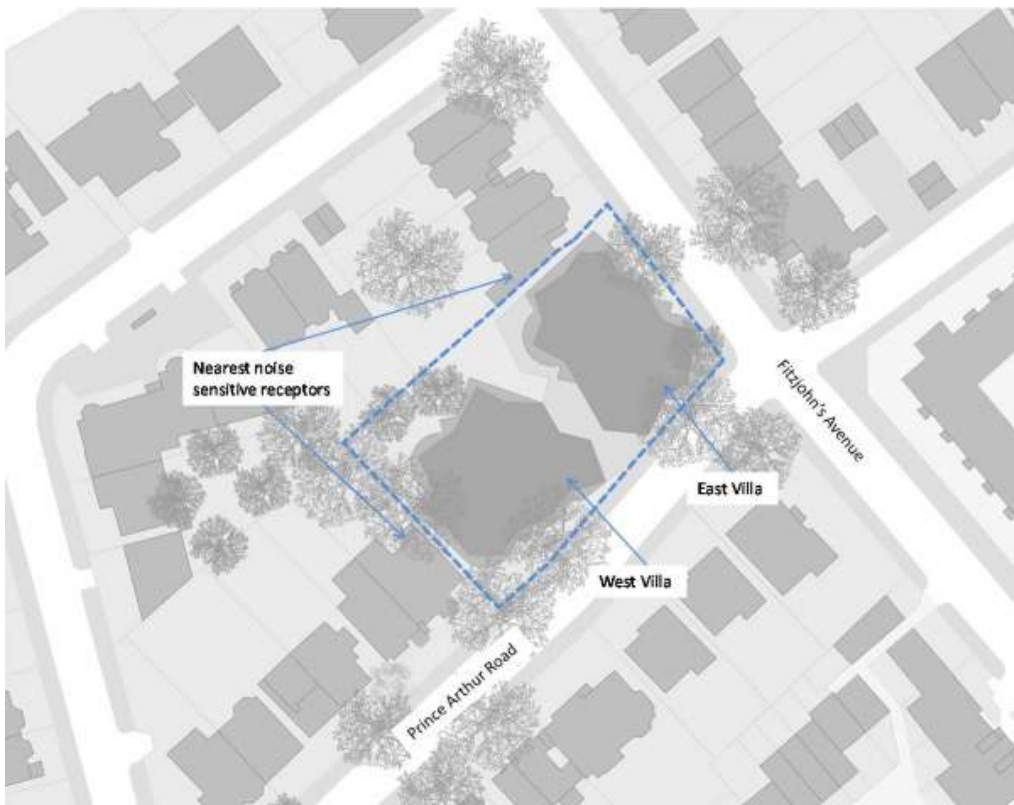 Nearest noise
sensitive receptors
Fitzjohn's Avenue
East Villa
West Villa
Prince Arthur Road